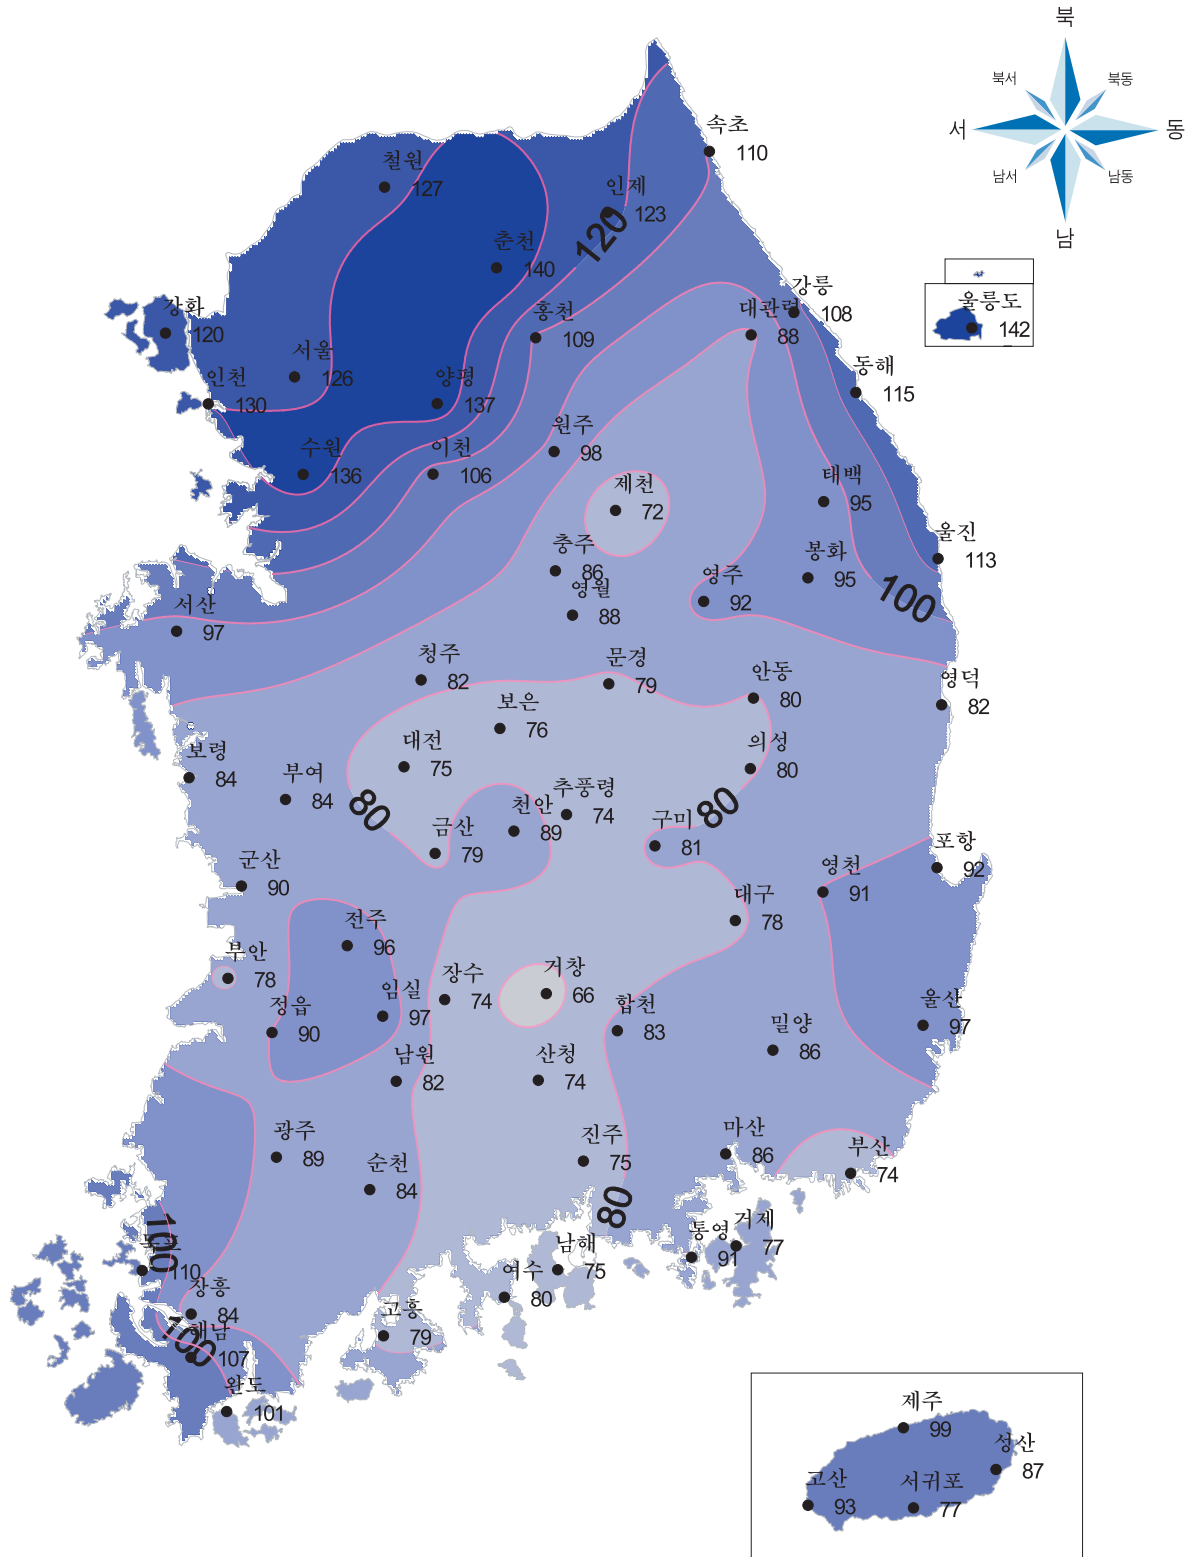 북
북서
북동
서
동
남서
남동
남
속초
110
철원
127
인제
123
120
춘천
140
강화
120
홍천
109
대관령
88
강릉
108
울릉도
142
서울
126
인천
130
양평
137
동해
115
수원
136
이천
106
원주
98
제천
72
태백
95
울진
113
충주
86
영월
88
영주
92
봉화
95
100
서산
97
청주
82
문경
79
안동
80
영덕
82
보은
76
대전
75
의성
80
보령
84
부여
84
80
천안
89
추풍령
74
구미
81
80
금산
79
군산
90
영천
91
포항
92
전주
96
대구
78
부안
78
정읍
90
임실
97
장수
74
거창
66
합천
83
밀양
86
울산
97
남원
82
산청
74
광주
89
순천
84
진주
75
마산
86
부산
74
80
100
목포
110
통영
91
거제
77
남해
75
여수
80
장흥
84
고흥
79
100
해남
107
완도
101
제주
99
성산
87
고산
93
서귀포
77